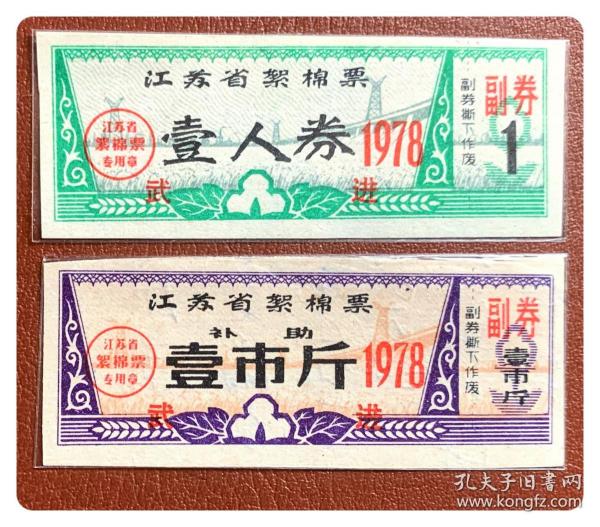 江苏省絮棉票
江苏省
絮棉票
专用章
壹人券
1978
武 进
副券撕下作废
副券
1
江苏省絮棉票
补助
江苏省
絮棉票
专用章
壹市斤
1978
武 进
副券撕下作废
副券
壹市斤
孔夫子旧书网
www.kongfz.com